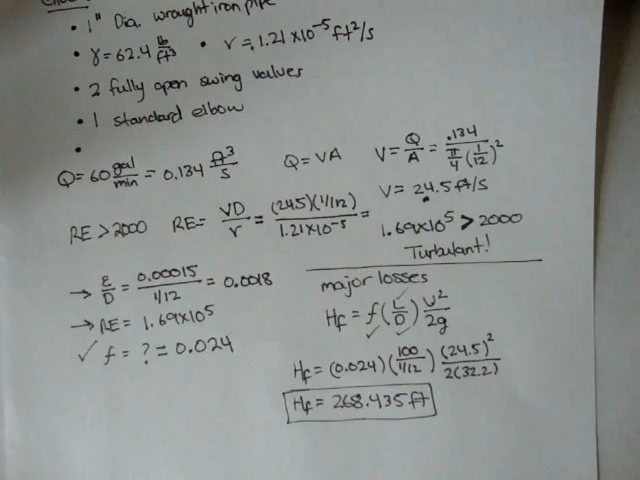 • 1" Dia. wrought iron pipe
• γ = 62.4 lb/ft³ • r = 1.21 x10⁻⁵ ft²/s
• 2 fully open swing valves
• 1 standard elbow
•
Q = 60 gal/min = 0.134 ft³/s Q = VA V = Q/A = .134/(π/4 (1/12)²)
V = 24.5 ft/s
RE > 2000 RE = VD/r = (24.5)(1/12)/1.21 x10⁻⁵ = 1.69x10⁵ > 2000
Turbulant!
→ ε/D = 0.00015/(1/12) = 0.0018
→ RE = 1.69x10⁵
✓ f = ? = 0.024
major losses
Hf = f (L/D) V²/2g
Hf = (0.024) (100/(1/12)) (24.5)²/2(32.2)
Hf = 268.435 ft